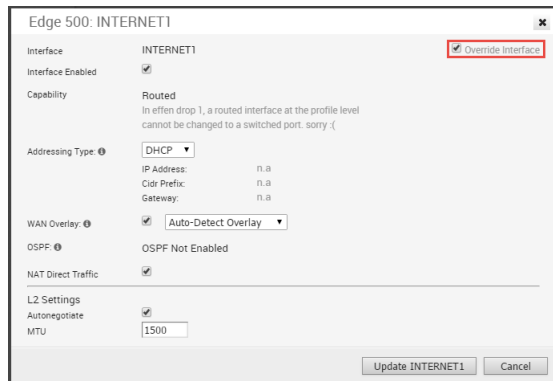 Edge 500: INTERNET1
Interface INTERNET1 Override Interface
Interface Enabled
Capability Routed
In effen drop 1, a routed interface at the profile level
cannot be changed to a switched port. sorry :(
Addressing Type: DHCP
IP Address: n.a
Cidr Prefix: n.a
Gateway: n.a
WAN Overlay: Auto-Detect Overlay
OSPF: OSPF Not Enabled
NAT Direct Traffic
L2 Settings
Autonegotiate
MTU 1500
Update INTERNET1 Cancel